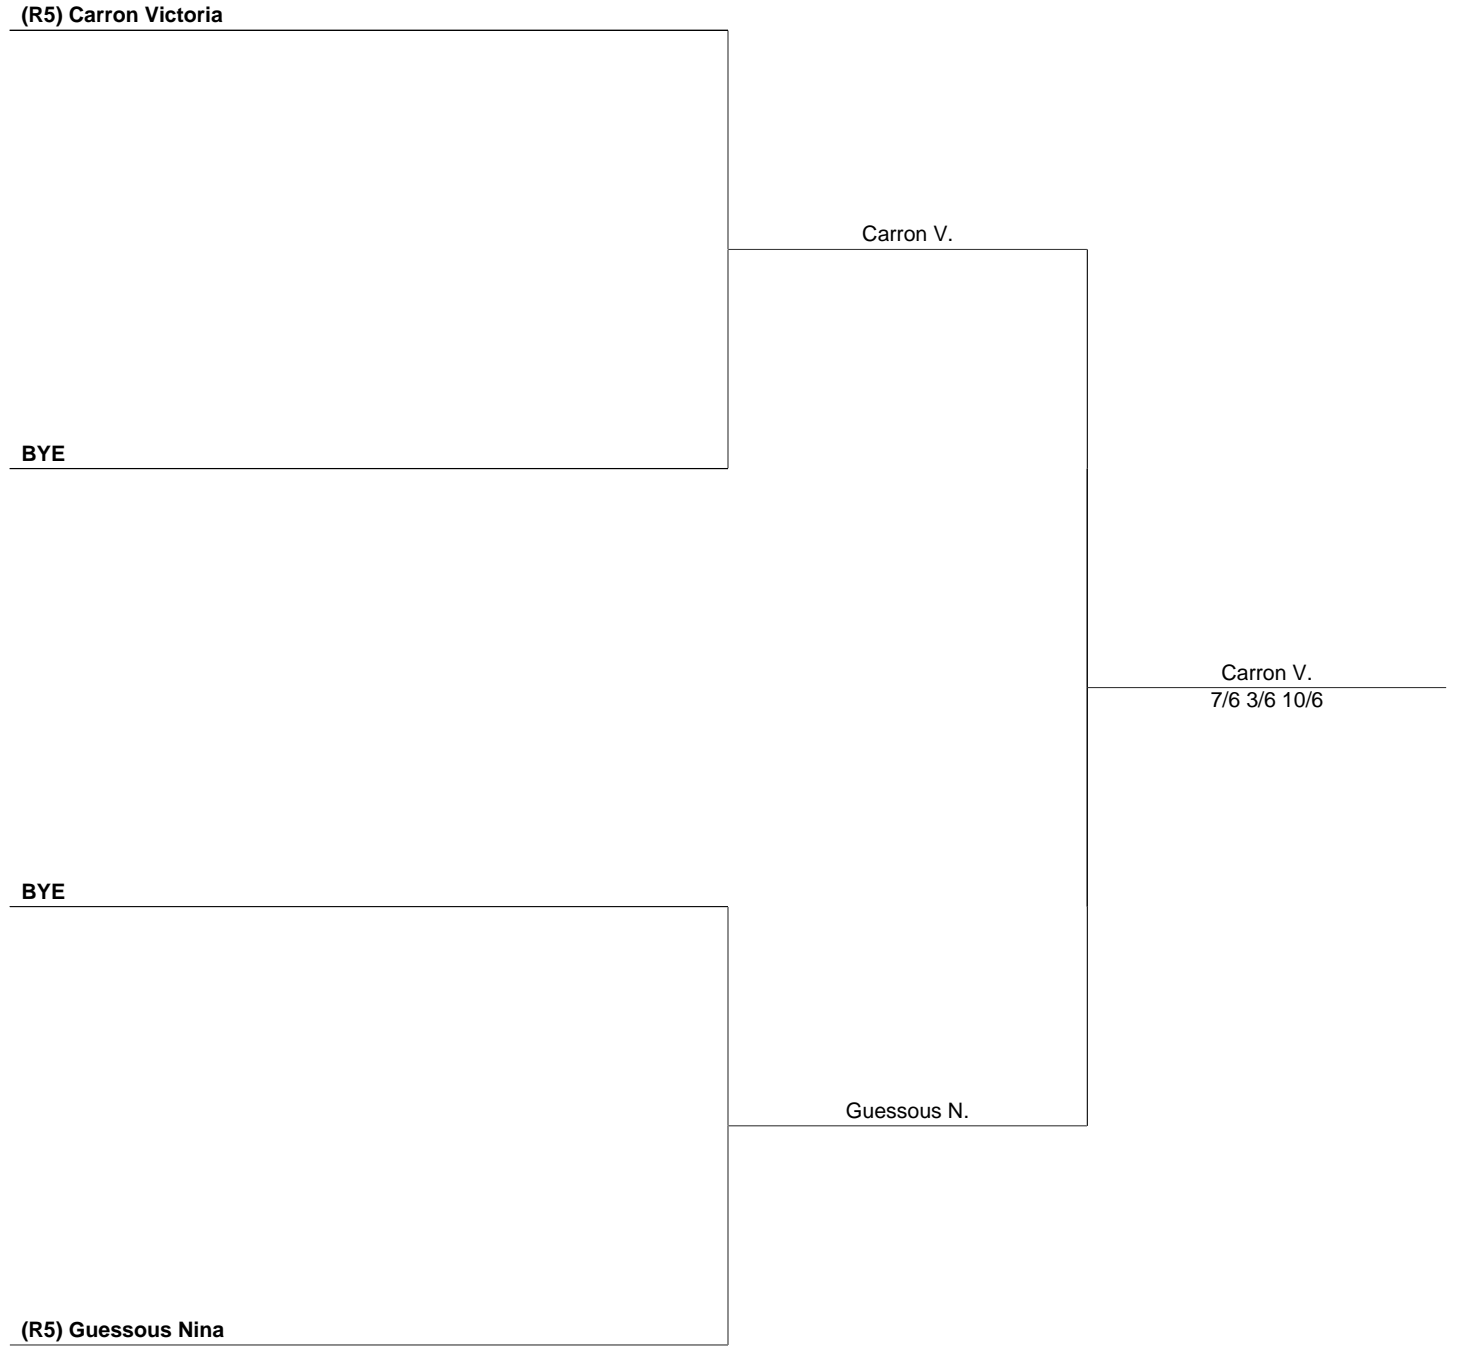 (R5) Carron Victoria
Carron V.
BYE
Carron V.
7/6 3/6 10/6
BYE
Guessous N.
(R5) Guessous Nina